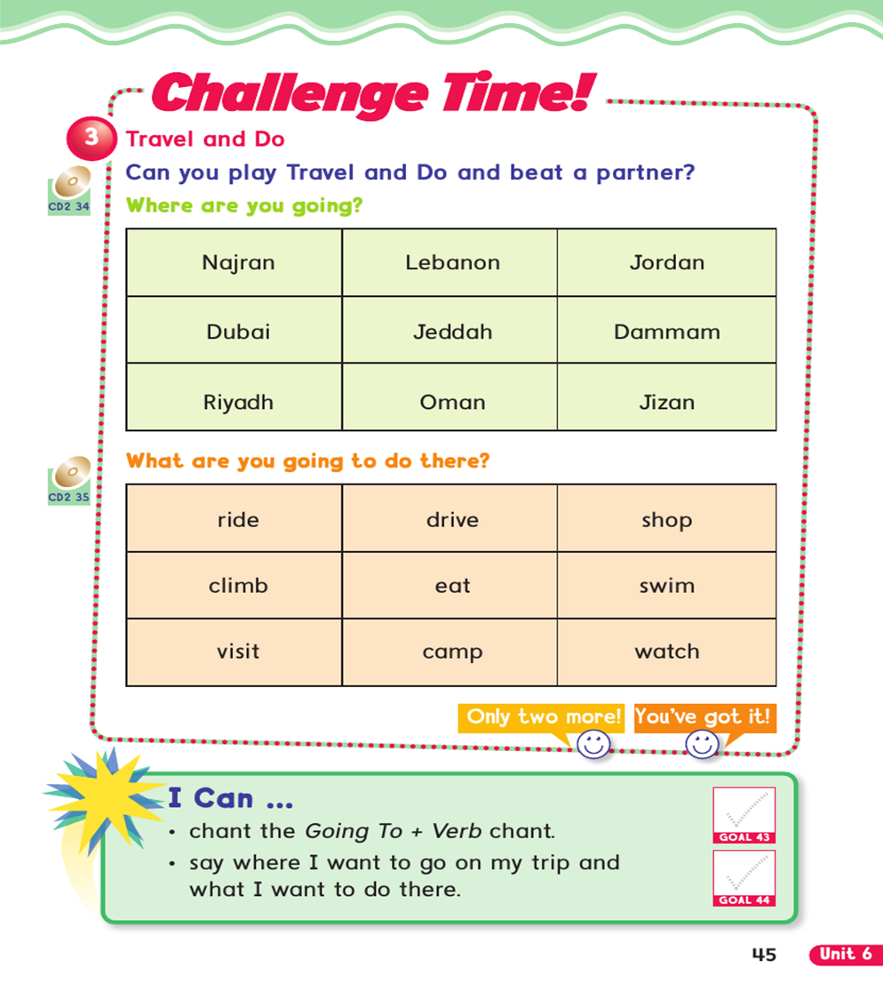 Challenge Time!
3 Travel and Do
Can you play Travel and Do and beat a partner?
CD2 34
Where are you going?
Najran Lebanon Jordan
Dubai Jeddah Dammam
Riyadh Oman Jizan
What are you going to do there?
CD2 35
ride drive shop
climb eat swim
visit camp watch
Only two more! You've got it!
I Can ...
• chant the Going To + Verb chant.
GOAL 43
• say where I want to go on my trip and
what I want to do there.
GOAL 44
45 Unit 6